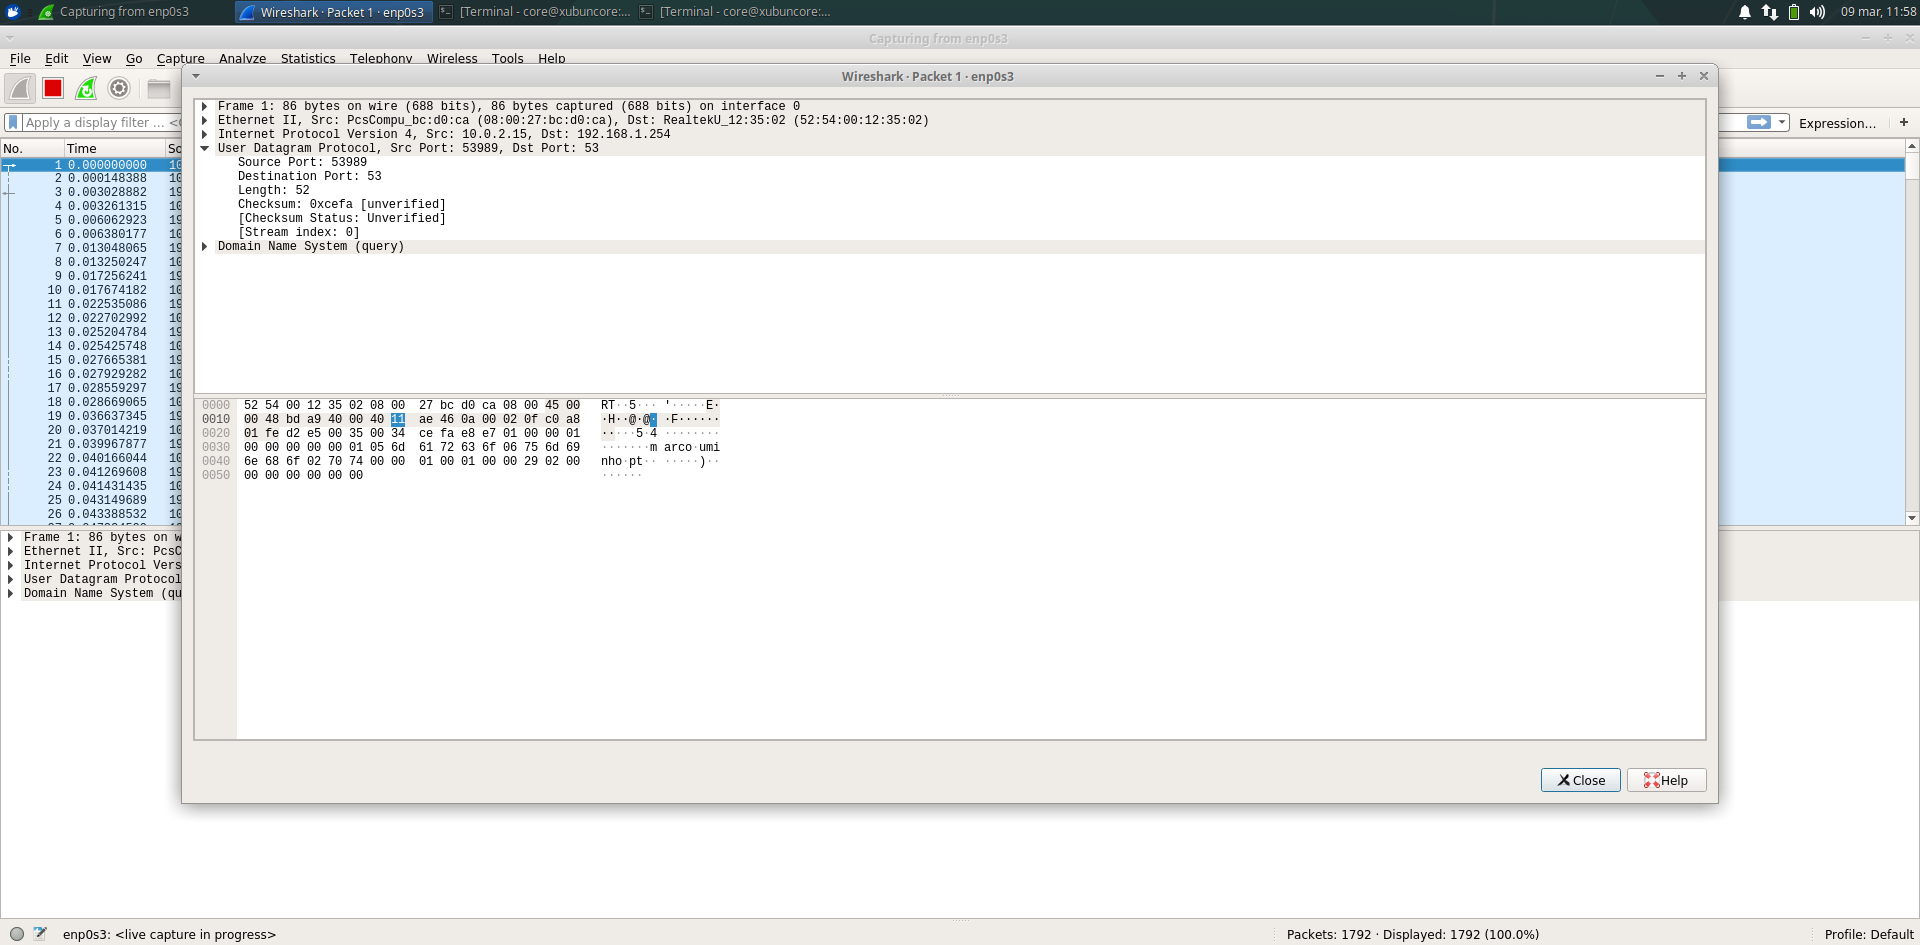 Capturing from enp0s3
Wireshark · Packet 1 · enp0s3
[Terminal - core@xubuncore:...
[Terminal - core@xubuncore:...
09 mar, 11:58
Capturing from enp0s3
File Edit View Go Capture Analyze Statistics Telephony Wireless Tools Help
Wireshark · Packet 1 · enp0s3
Apply a display filter ... <C
Expression... +
No. Time So
1 0.000000000 10
2 0.000148388 10
3 0.003028882 19
4 0.003261315 10
5 0.006062923 19
6 0.006380177 10
7 0.013048065 19
8 0.013250247 10
9 0.017256241 19
10 0.017674182 10
11 0.022535086 19
12 0.022702992 10
13 0.025204784 19
14 0.025425748 10
15 0.027665381 19
16 0.027929282 10
17 0.028559297 19
18 0.028669065 10
19 0.036637345 19
20 0.037014219 10
21 0.039967877 19
22 0.040166044 10
23 0.041269608 19
24 0.041431435 10
25 0.043149689 19
26 0.043388532 10
Frame 1: 86 bytes on wire (688 bits), 86 bytes captured (688 bits) on interface 0
Ethernet II, Src: PcsCompu_bc:d0:ca (08:00:27:bc:d0:ca), Dst: RealtekU_12:35:02 (52:54:00:12:35:02)
Internet Protocol Version 4, Src: 10.0.2.15, Dst: 192.168.1.254
User Datagram Protocol, Src Port: 53989, Dst Port: 53
Source Port: 53989
Destination Port: 53
Length: 52
Checksum: 0xcefa [unverified]
[Checksum Status: Unverified]
[Stream index: 0]
Domain Name System (query)
0000 52 54 00 12 35 02 08 00 27 bc d0 ca 08 00 45 00 RT··5··· '·····E·
0010 00 48 bd a9 40 00 40 11 ae 46 0a 00 02 0f c0 a8 ·H··@·@· ·F······
0020 01 fe d2 e5 00 35 00 34 ce fa e8 e7 01 00 00 01 ·····5·4 ········
0030 00 00 00 00 00 01 05 6d 61 72 63 6f 06 75 6d 69 ·······m arco·umi
0040 6e 68 6f 02 70 74 00 00 01 00 01 00 00 29 02 00 nho·pt·· ·····)··
0050 00 00 00 00 00 00 ······
Close
Help
Frame 1: 86 bytes on w
Ethernet II, Src: PcsC
Internet Protocol Vers
User Datagram Protocol
Domain Name System (qu
enp0s3: <live capture in progress>
Packets: 1792 · Displayed: 1792 (100.0%)
Profile: Default